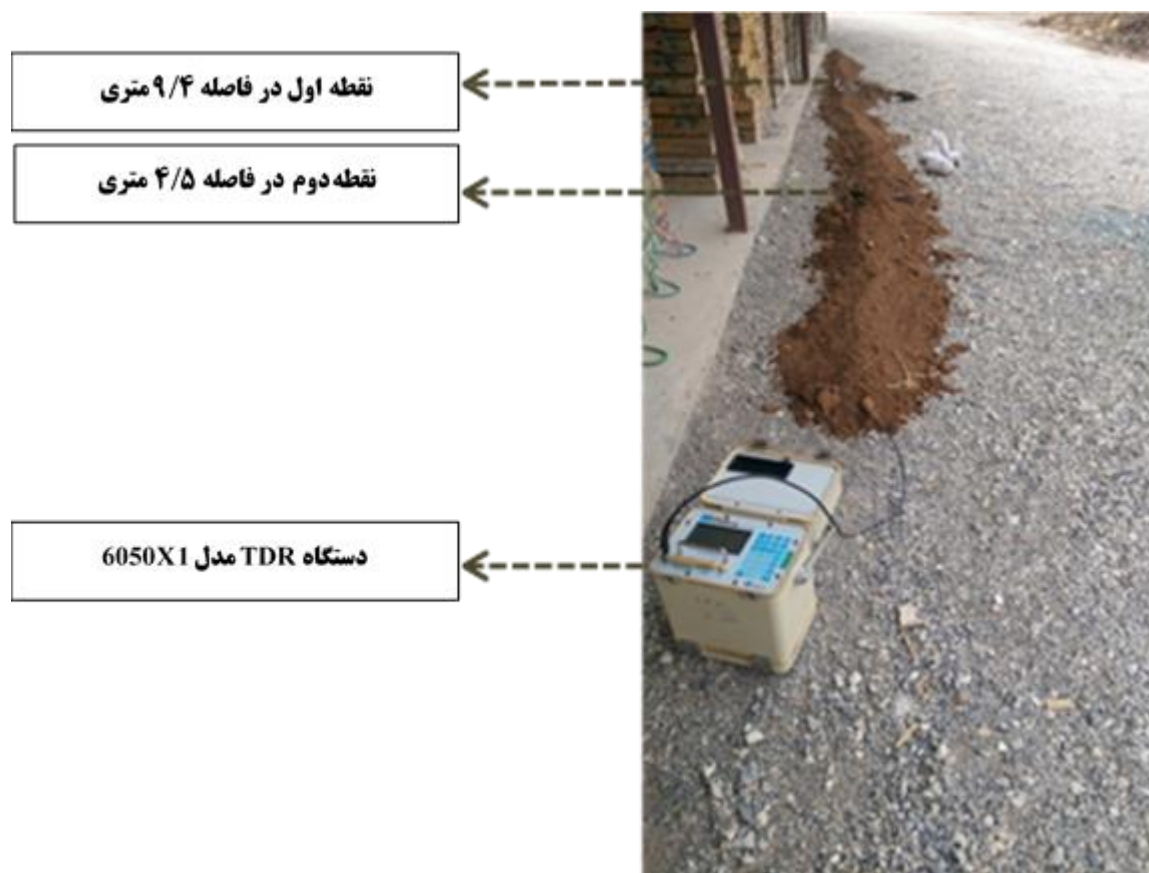 نقطه اول در فاصله ۹/۴ متری
نقطه دوم در فاصله ۴/۵ متری
دستگاه TDR مدل 6050X1